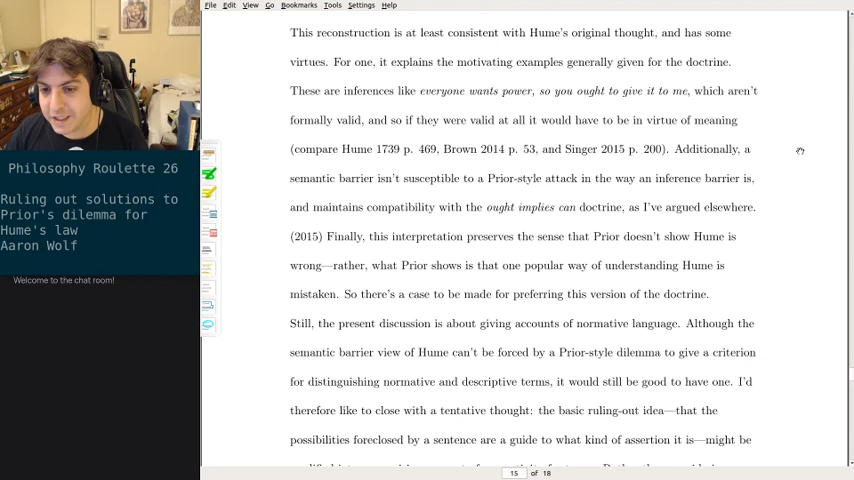 File Edit View Go Bookmarks Tools Settings Help
This reconstruction is at least consistent with Hume's original thought, and has some
virtues. For one, it explains the motivating examples generally given for the doctrine.
These are inferences like everyone wants power, so you ought to give it to me, which aren't
formally valid, and so if they were valid at all it would have to be in virtue of meaning
(compare Hume 1739 p. 469, Brown 2014 p. 53, and Singer 2015 p. 200). Additionally, a
semantic barrier isn't susceptible to a Prior-style attack in the way an inference barrier is,
and maintains compatibility with the ought implies can doctrine, as I've argued elsewhere.
(2015) Finally, this interpretation preserves the sense that Prior doesn't show Hume is
wrong—rather, what Prior shows is that one popular way of understanding Hume is
mistaken. So there's a case to be made for preferring this version of the doctrine.
Still, the present discussion is about giving accounts of normative language. Although the
semantic barrier view of Hume can't be forced by a Prior-style dilemma to give a criterion
for distinguishing normative and descriptive terms, it would still be good to have one. I'd
therefore like to close with a tentative thought: the basic ruling-out idea—that the
possibilities foreclosed by a sentence are a guide to what kind of assertion it is—might be
15 of 18
Philosophy Roulette 26
Ruling out solutions to
Prior's dilemma for
Hume's law
Aaron Wolf
Welcome to the chat room!